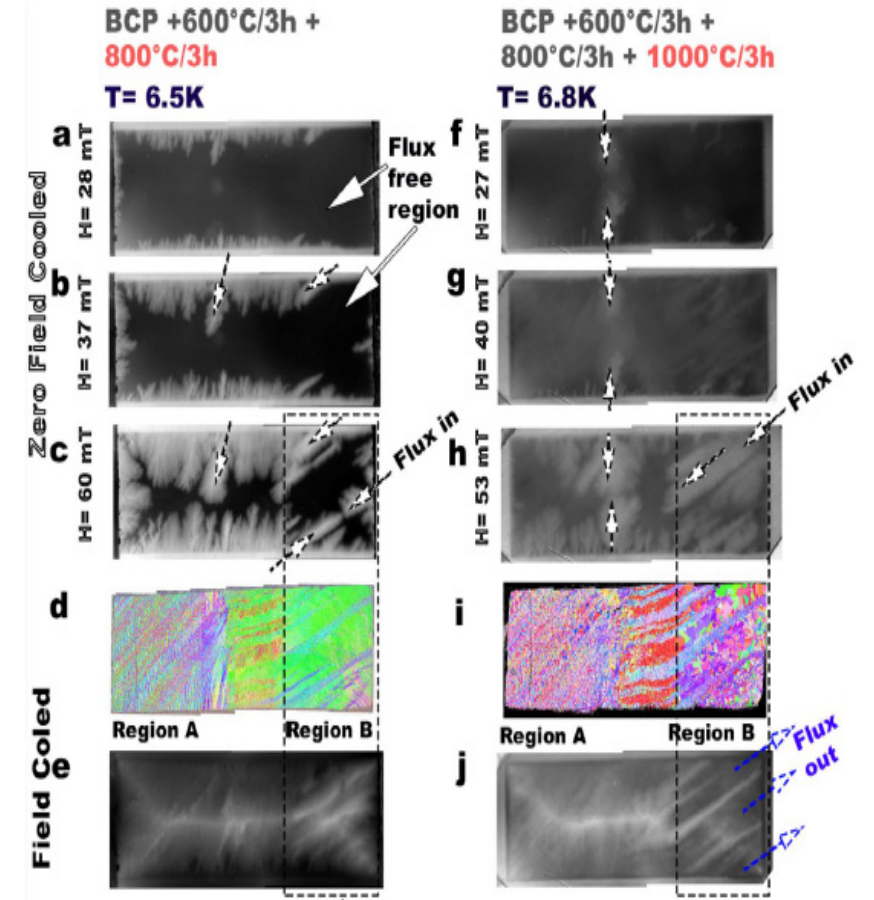 BCP +600°C/3h +
800°C/3h
T= 6.5K
BCP +600°C/3h +
800°C/3h + 1000°C/3h
T= 6.8K
Zero Field Cooled
a
H= 28 mT
Flux
free
region
b
H= 37 mT
c
H= 60 mT
Flux in
d
Region A
Region B
Field Coled
e
f
H= 27 mT
g
H= 40 mT
h
H= 53 mT
Flux in
i
Region A
Region B
j
Flux
out